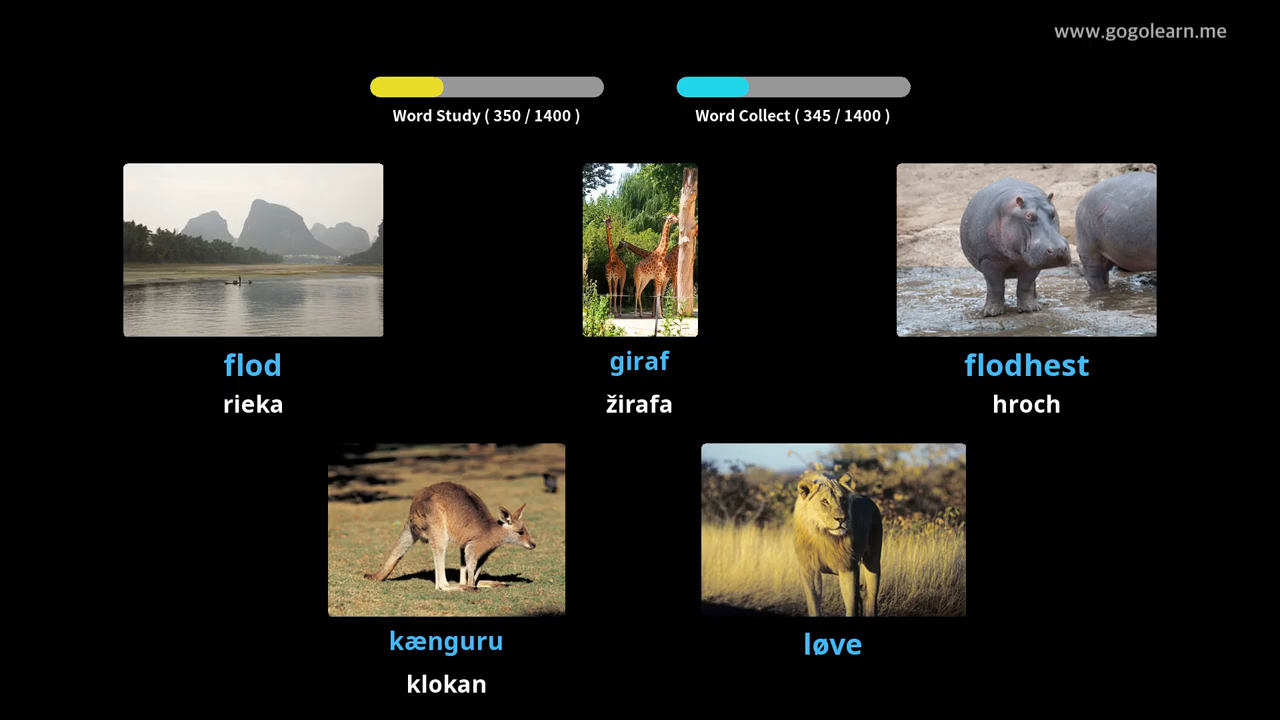 www.gogolearn.me
Word Study ( 350 / 1400 )
Word Collect ( 345 / 1400 )
flod
rieka
giraf
žirafa
flodhest
hroch
kænguru
klokan
løve